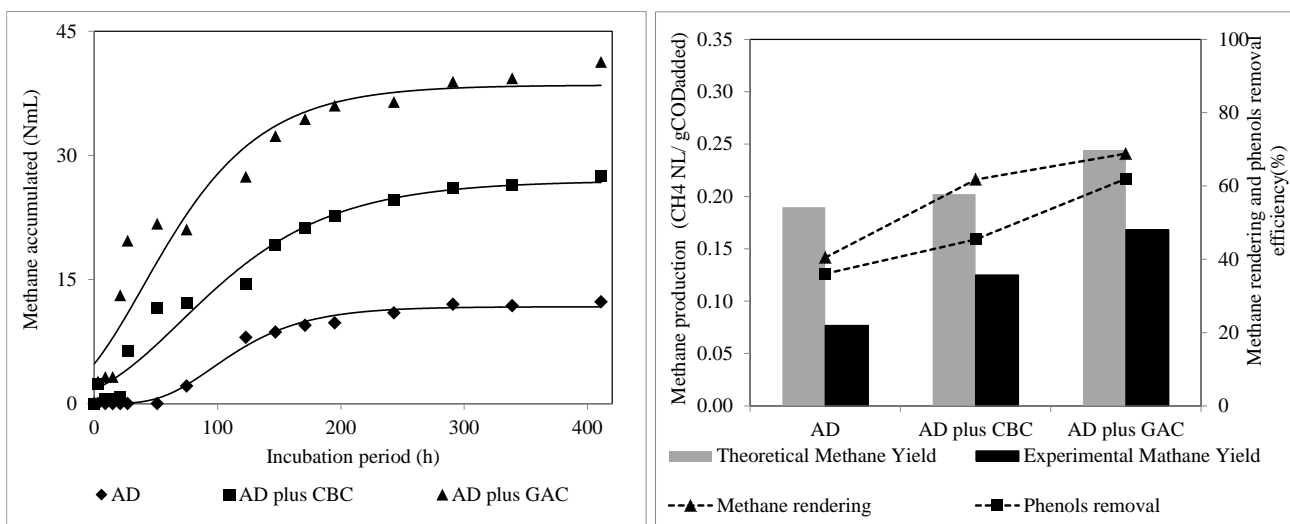 45
30
15
0
Methane accumulated (NmL)
0 100 200 300 400
Incubation period (h)
AD AD plus CBC AD plus GAC
0.35
0.30
0.25
0.20
0.15
0.10
0.05
0.00
Methane production (CH4 NL/ gCODadded)
100
80
60
40
20
0
Methane rendering and phenols removal
efficiency(%)
AD AD plus CBC AD plus GAC
Theoretical Methane Yield Experimental Mathane Yield
Methane rendering Phenols removal